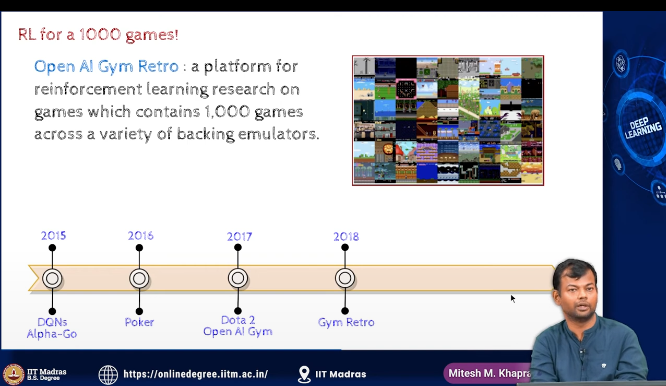 RL for a 1000 games!
Open AI Gym Retro : a platform for
reinforcement learning research on
games which contains 1,000 games
across a variety of backing emulators.
2015
2016
2017
2018
DQNs
Alpha-Go
Poker
Dota 2
Open AI Gym
Gym Retro
DEEP
LEARNING
IIT Madras
B.S. Degree
https://onlinedegree.iitm.ac.in/
IIT Madras
Mitesh M. Khapra